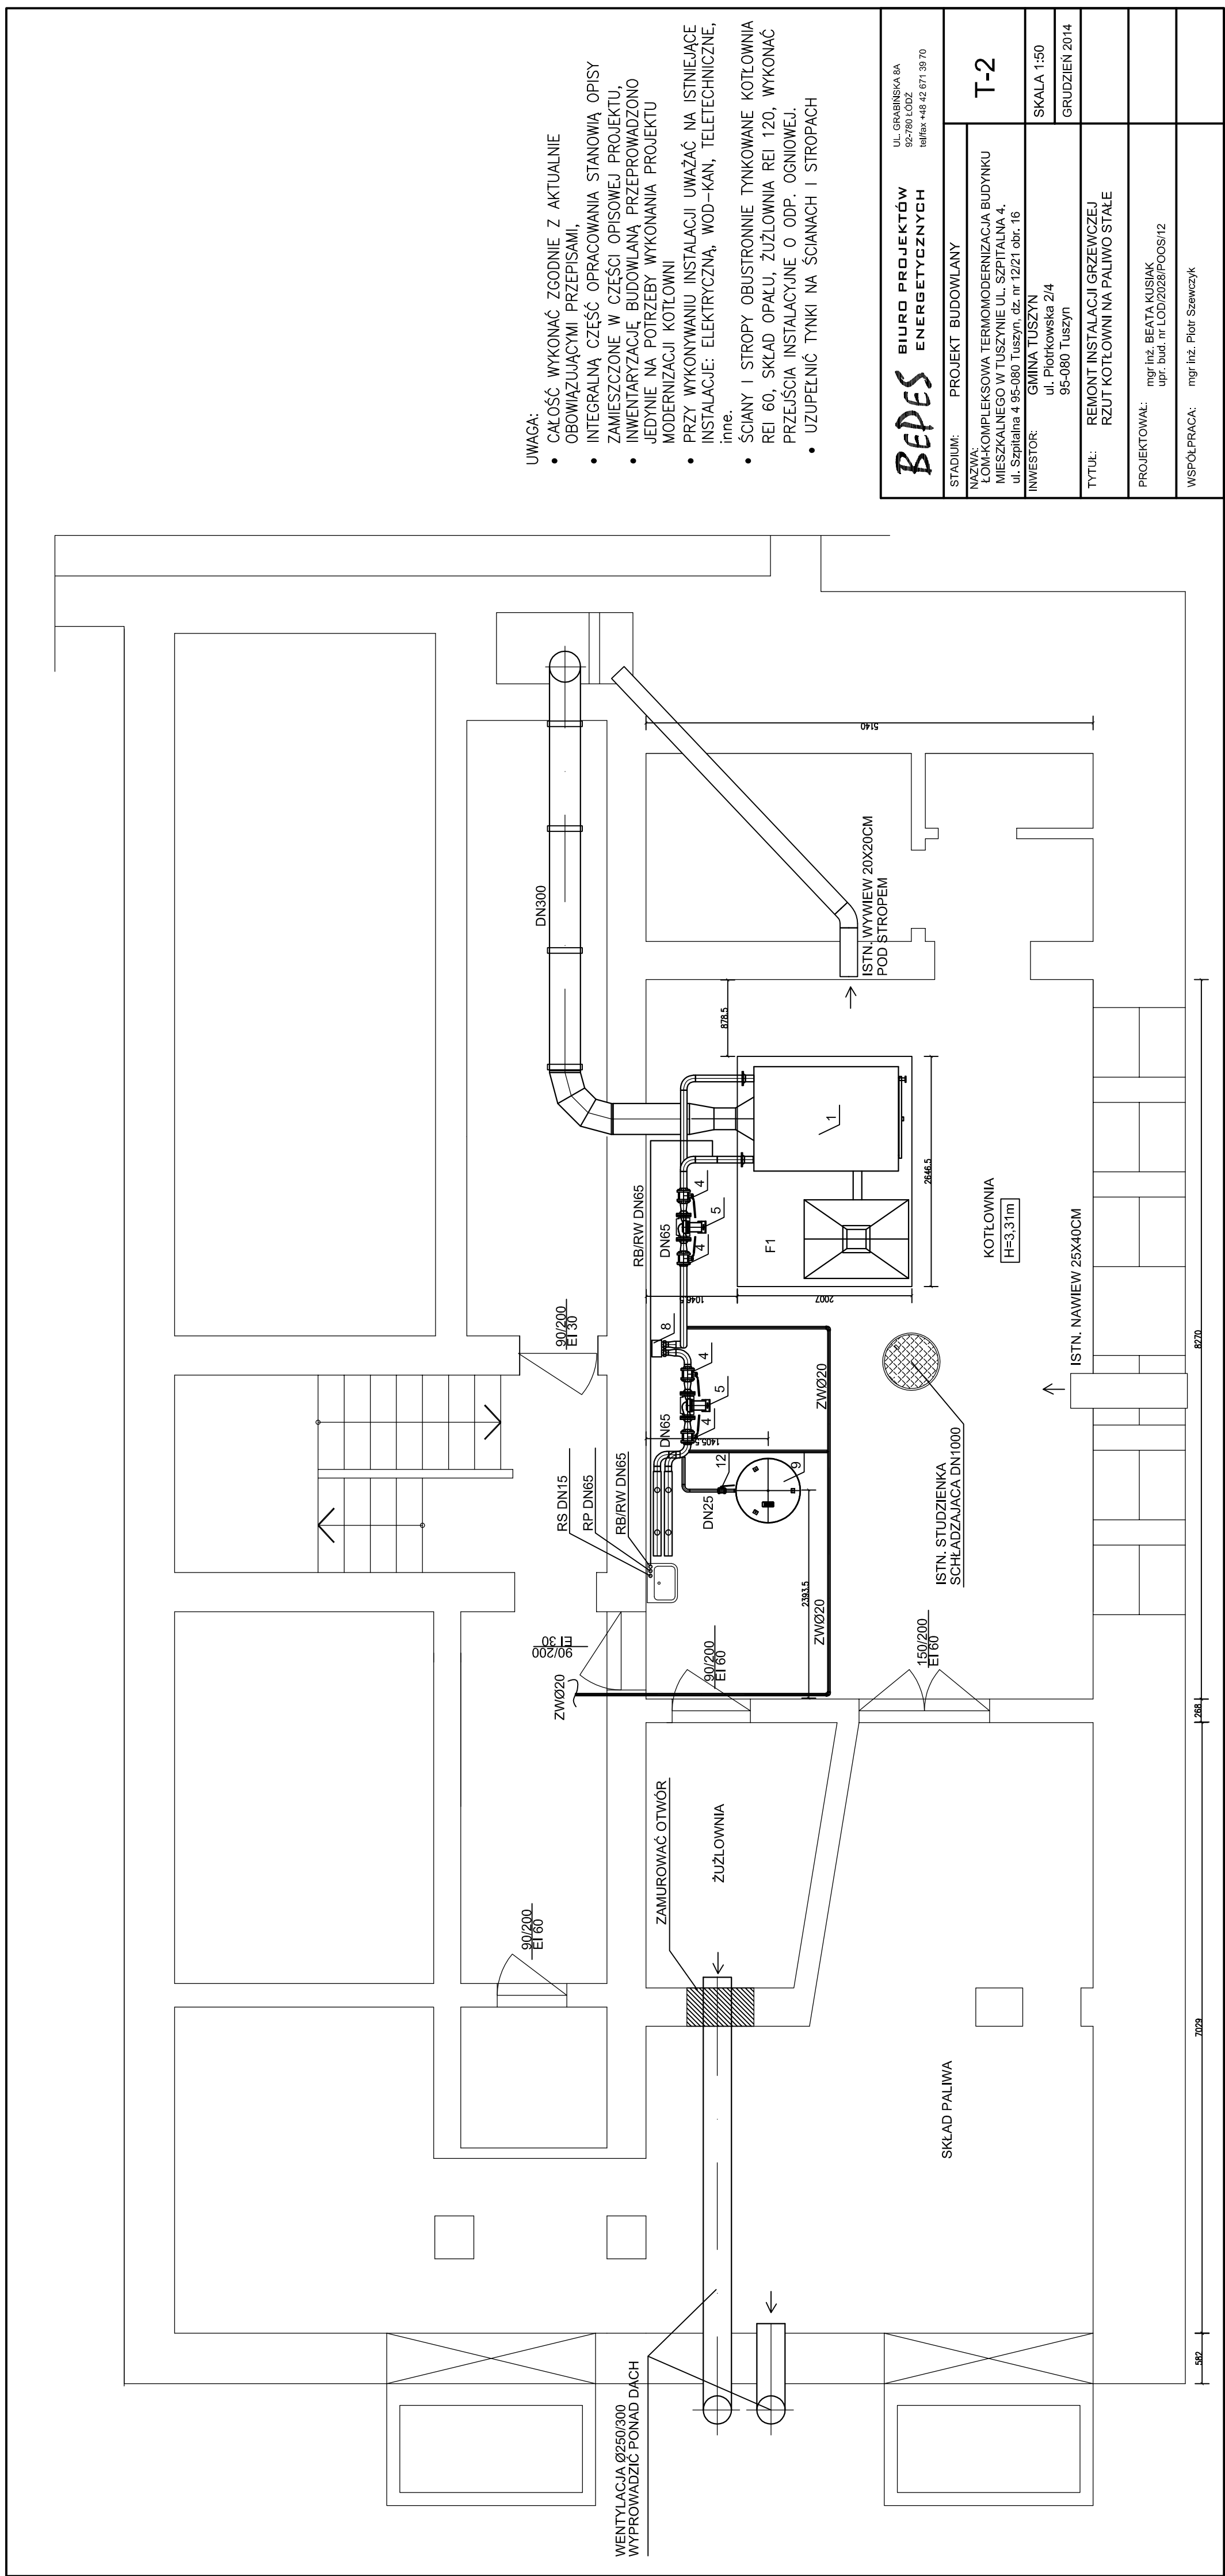 UWAGA:
• CAŁOŚĆ WYKONAĆ ZGODNIE Z AKTUALNIE
OBOWIĄZUJĄCYMI PRZEPISAMI,
• INTEGRALNĄ CZĘŚĆ OPRACOWANIA STANOWIĄ OPISY
ZAMIESZCZONE W CZĘŚCI OPISOWEJ PROJEKTU,
• INWENTARYZACJĘ BUDOWLANĄ PRZEPROWADZONO
JEDYNIE NA POTRZEBY WYKONANIA PROJEKTU
MODERNIZACJI KOTŁOWNI
• PRZY WYKONYWANIU INSTALACJI UWAŻAĆ NA ISTNIEJĄCE
INSTALACJE: ELEKTRYCZNĄ, WOD-KAN, TELETECHNICZNE,
inne.
• ŚCIANY I STROPY OBUSTRONNIE TYNKOWANE KOTŁOWNIA
REI 60, SKŁAD OPAŁU, ŻUŻLOWNIA REI 120, WYKONAĆ
PRZEJŚCIA INSTALACYJNE O ODP. OGNIOWEJ.
• UZUPEŁNIĆ TYNKI NA ŚCIANACH I STROPACH
BEPES
BIURO PROJEKTÓW
ENERGETYCZNYCH
UL. GRABIŃSKA 8A
92-780 ŁÓDŹ
tel/fax +48 42 671 39 70
STADIUM: PROJEKT BUDOWLANY
T-2
NAZWA:
ŁOM-KOMPLEKSOWA TERMOMODERNIZACJA BUDYNKU
MIESZKALNEGO W TUSZYNIE UL. SZPITALNA 4.
ul. Szpitalna 4 95-080 Tuszyn, dz. nr 12/21 obr. 16
INWESTOR: GMINA TUSZYN
ul. Piotrkowska 2/4
95-080 Tuszyn
SKALA 1:50
GRUDZIEŃ 2014
TYTUŁ: REMONT INSTALACJI GRZEWCZEJ
RZUT KOTŁOWNI NA PALIWO STAŁE
PROJEKTOWAŁ: mgr inż. BEATA KUSIAK
upr. bud. nr LOD/2028/POOS/12
WSPÓŁPRACA: mgr inż. Piotr Szewczyk
DN300
5140
ISTN. WYWIEW 20X20CM
POD STROPEM
878.5
1
2646.5
RB/RW DN65
DN65
4
5
4
F1
1046.5
2007
KOTŁOWNIA
H=3,31m
ISTN. NAWIEW 25X40CM
8270
90/200
EI 30
8
4
5
4
DN65
1405.5
ZWØ20
RS DN15
RP DN65
RB/RW DN65
12
DN25
9
2393.5
ZWØ20
ISTN. STUDZIENKA
SCHŁADZAJĄCA DN1000
90/200
EI 30
ZWØ20
90/200
EI 60
150/200
EI 60
268
ZAMUROWAĆ OTWÓR
ŻUŻLOWNIA
90/200
EI 60
7029
SKŁAD PALIWA
582
WENTYLACJA Ø250/300
WYPROWADZIĆ PONAD DACH